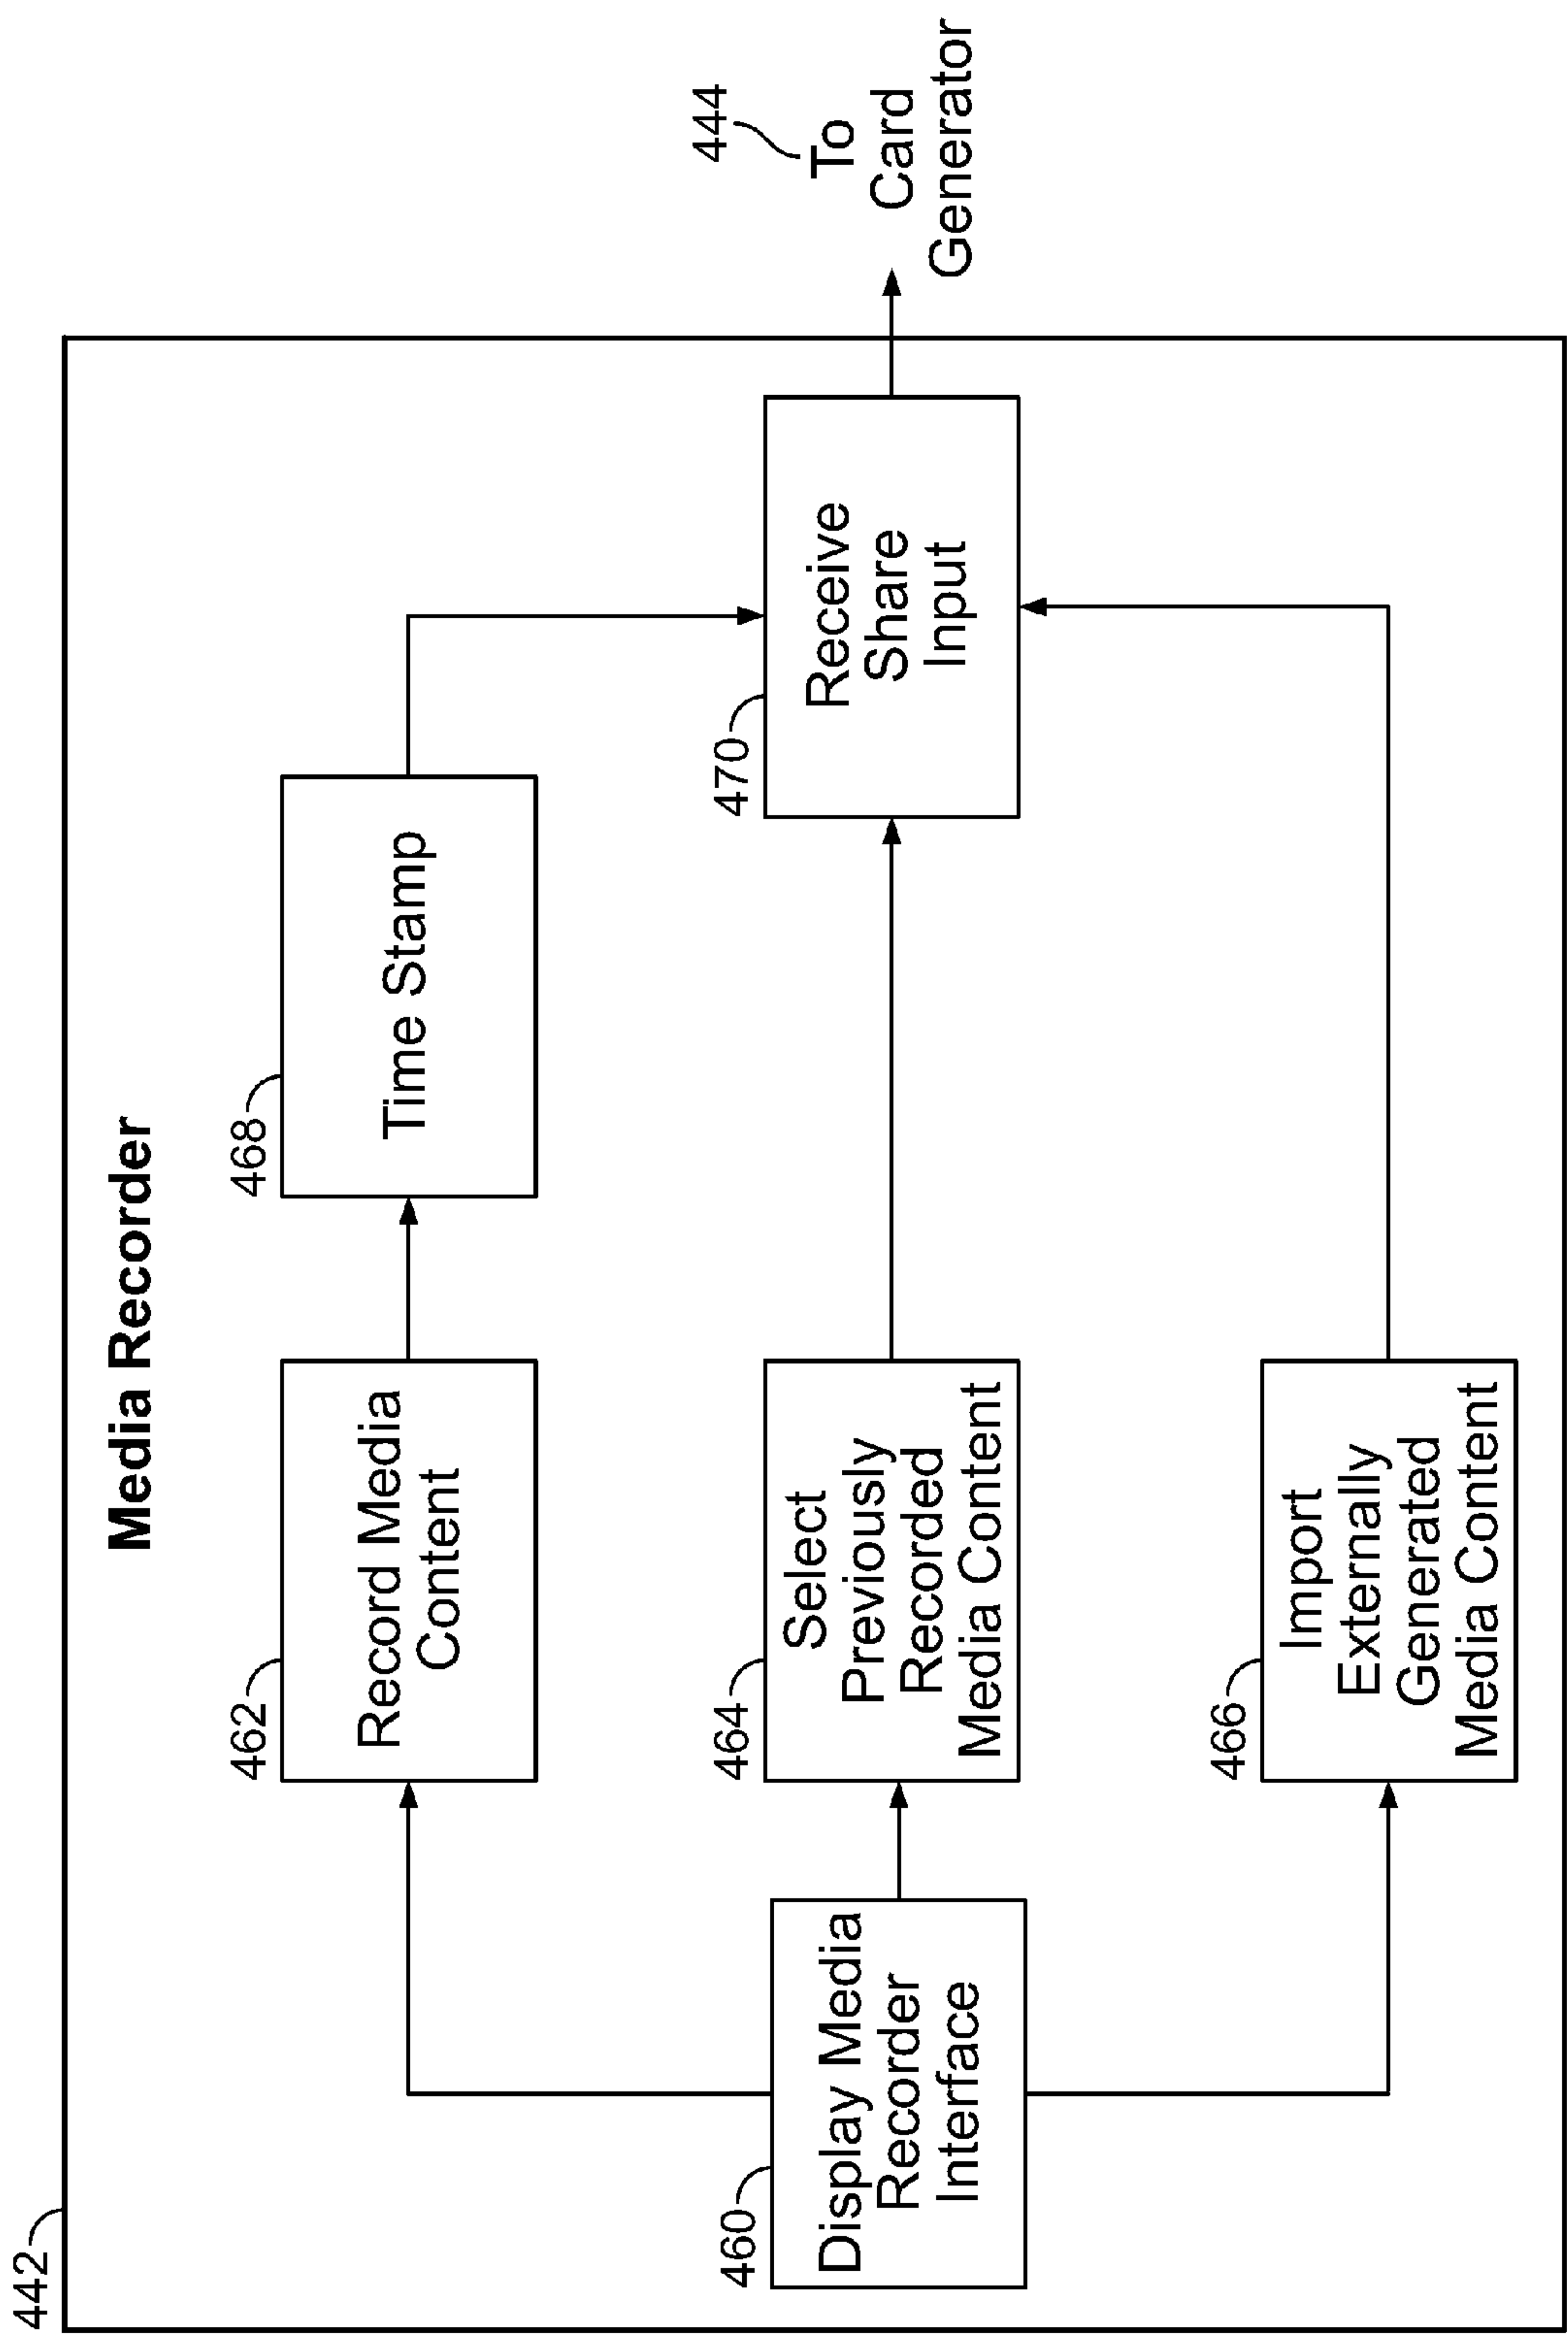 442
Media Recorder
460
Display Media
Recorder
Interface
462
Record Media
Content
464
Select
Previously
Recorded
Media Content
466
Import
Externally
Generated
Media Content
468
Time Stamp
470
Receive
Share
Input
444
To
Card
Generator